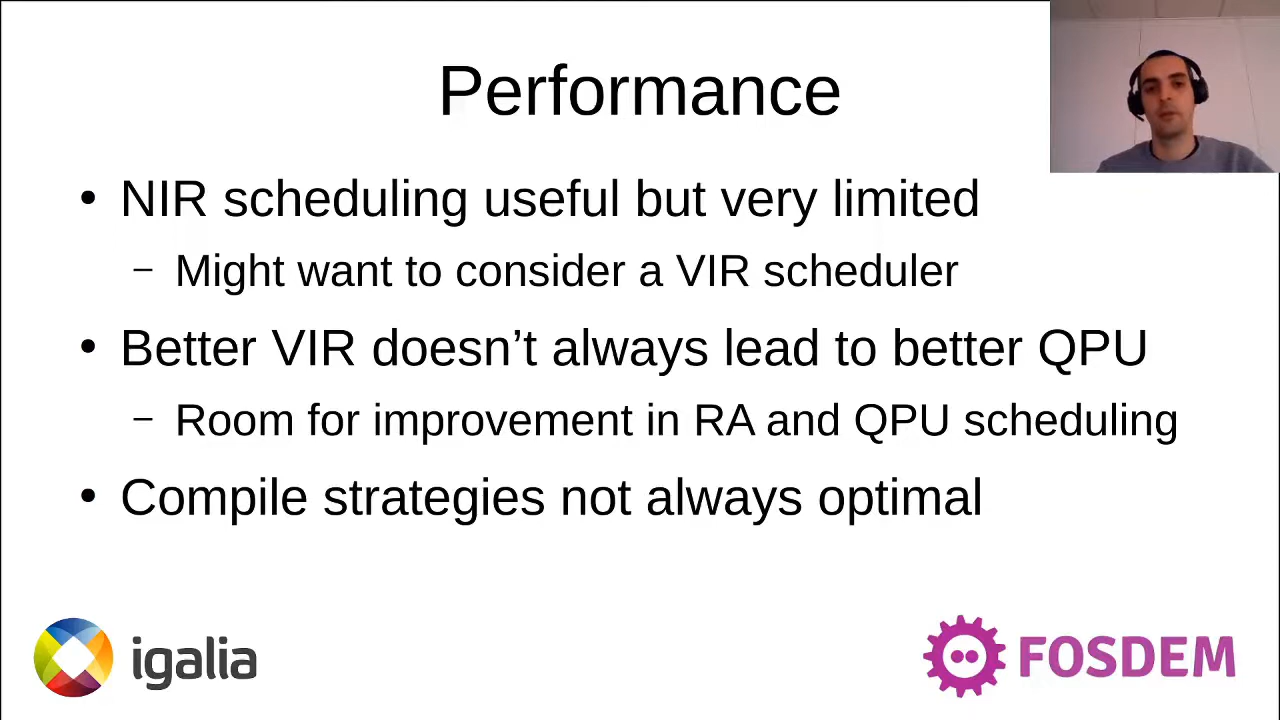 Performance
• NIR scheduling useful but very limited
– Might want to consider a VIR scheduler
• Better VIR doesn’t always lead to better QPU
– Room for improvement in RA and QPU scheduling
• Compile strategies not always optimal
igalia
FOSDEM